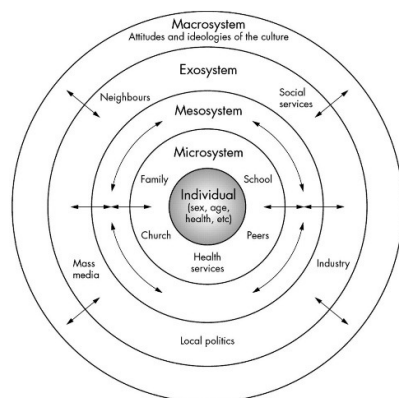 Macrosystem
Attitudes and ideologies of the culture
Exosystem
Neighbours
Social
services
Mesosystem
Microsystem
Family
School
Individual
(sex, age,
health, etc)
Church
Peers
Health
services
Mass
media
Industry
Local politics